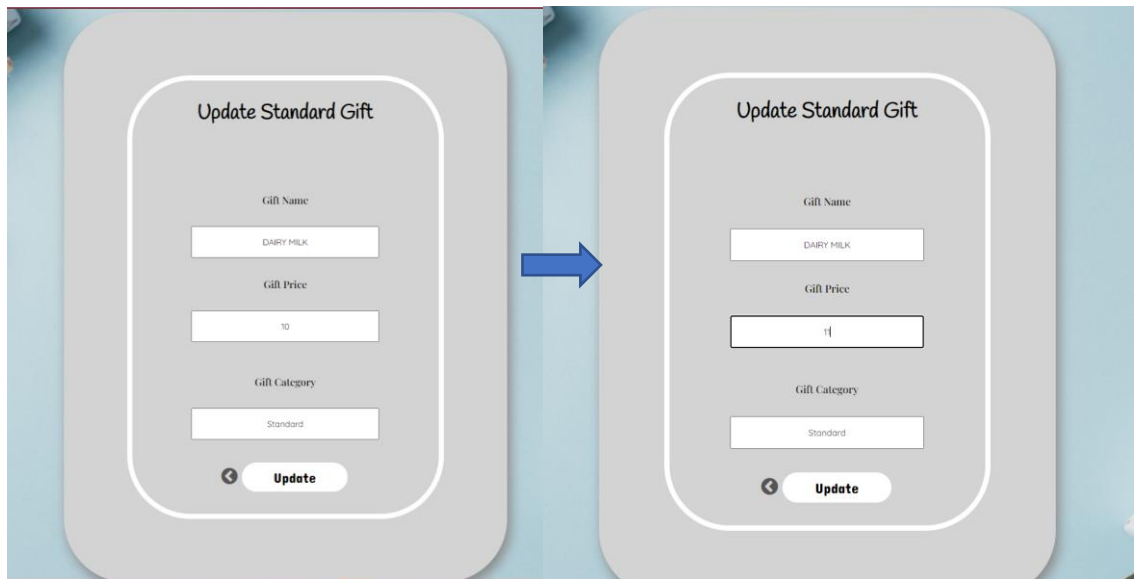 Update Standard Gift
Gift Name
DAIRY MILK
Gift Price
10
Gift Category
Standard
Update
Update Standard Gift
Gift Name
DAIRY MILK
Gift Price
11
Gift Category
Standard
Update